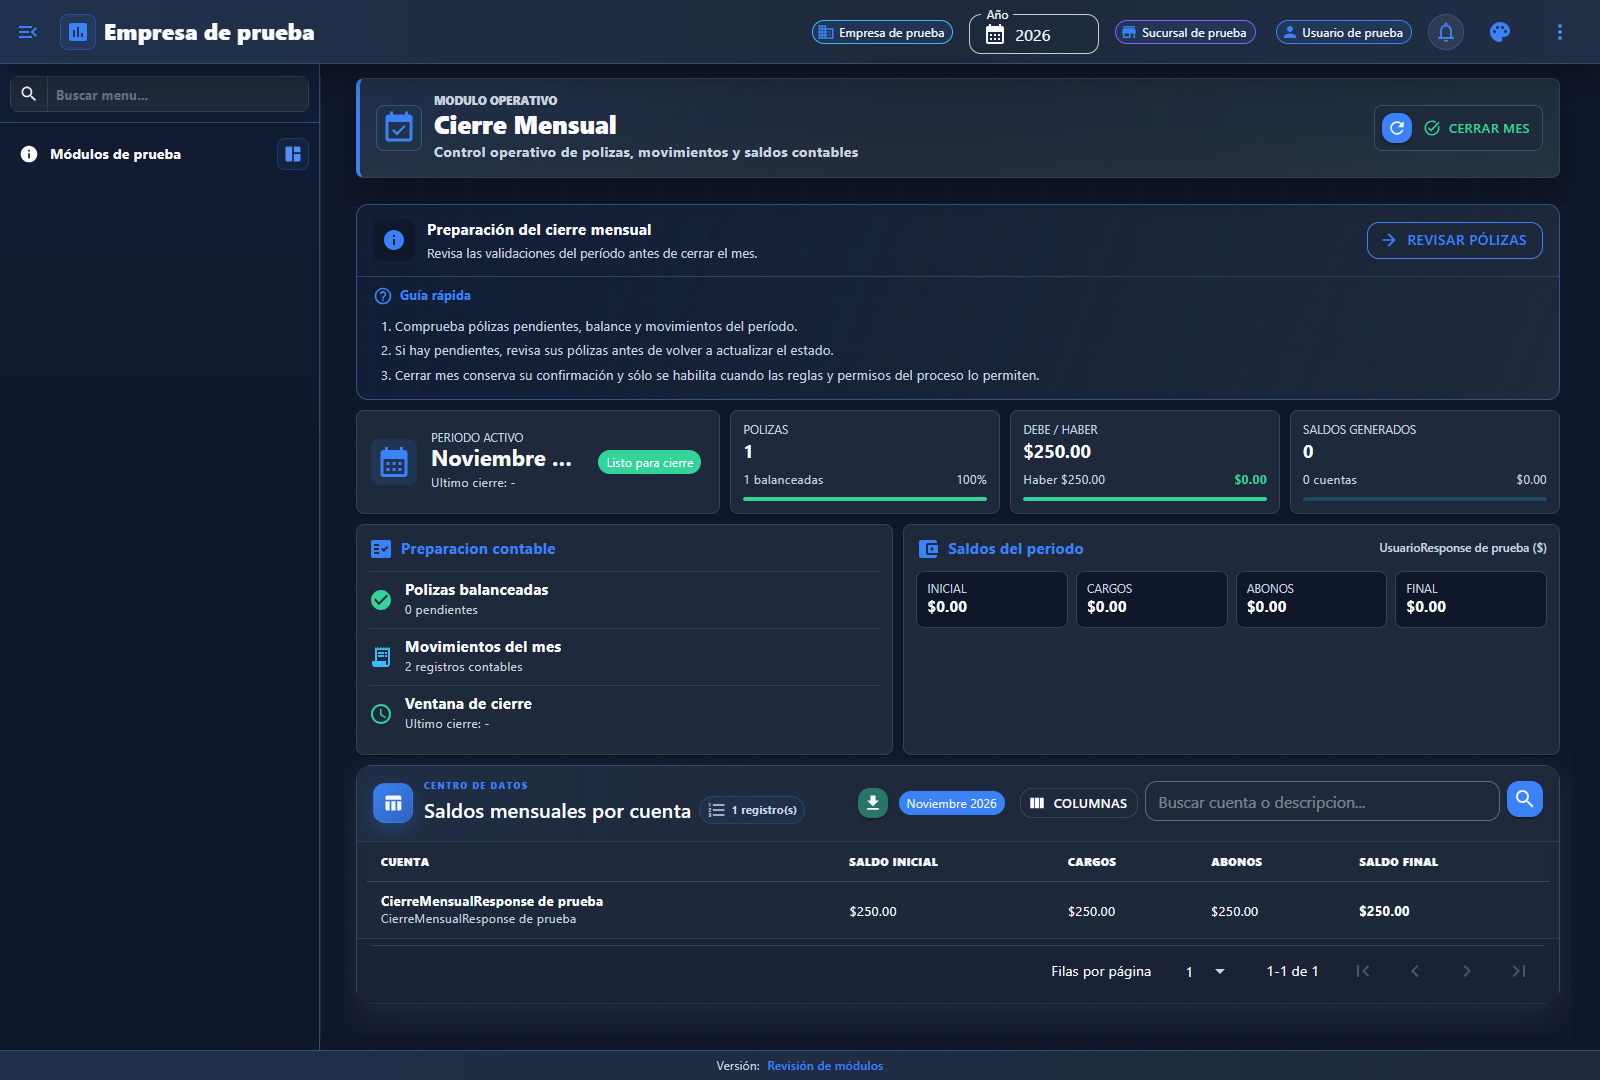 Empresa de prueba
Empresa de prueba
Año
2026
Sucursal de prueba
Usuario de prueba
Buscar menu...
Módulos de prueba
MODULO OPERATIVO
Cierre Mensual
Control operativo de polizas, movimientos y saldos contables
CERRAR MES
Preparación del cierre mensual
Revisa las validaciones del período antes de cerrar el mes.
REVISAR PÓLIZAS
Guía rápida
1. Comprueba pólizas pendientes, balance y movimientos del período.
2. Si hay pendientes, revisa sus pólizas antes de volver a actualizar el estado.
3. Cerrar mes conserva su confirmación y sólo se habilita cuando las reglas y permisos del proceso lo permiten.
PERIODO ACTIVO
Noviembre ...
Ultimo cierre: -
Listo para cierre
POLIZAS
1
1 balanceadas 100%
DEBE / HABER
$250.00
Haber $250.00 $0.00
SALDOS GENERADOS
0
0 cuentas $0.00
Preparacion contable
Polizas balanceadas
0 pendientes
Movimientos del mes
2 registros contables
Ventana de cierre
Ultimo cierre: -
Saldos del periodo
UsuarioResponse de prueba ($)
INICIAL
$0.00
CARGOS
$0.00
ABONOS
$0.00
FINAL
$0.00
CENTRO DE DATOS
Saldos mensuales por cuenta
1 registro(s)
Noviembre 2026
COLUMNAS
Buscar cuenta o descripcion...
CUENTA SALDO INICIAL CARGOS ABONOS SALDO FINAL
CierreMensualResponse de prueba
CierreMensualResponse de prueba
$250.00 $250.00 $250.00 $250.00
Filas por página 1 1-1 de 1
Versión: Revisión de módulos